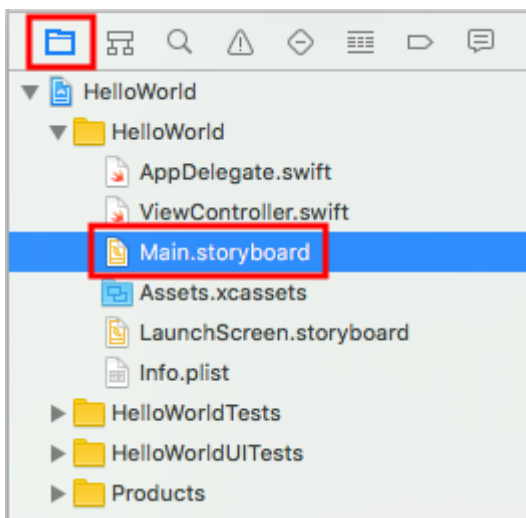 HelloWorld
HelloWorld
AppDelegate.swift
ViewController.swift
Main.storyboard
Assets.xcassets
LaunchScreen.storyboard
Info.plist
HelloWorldTests
HelloWorldUITests
Products